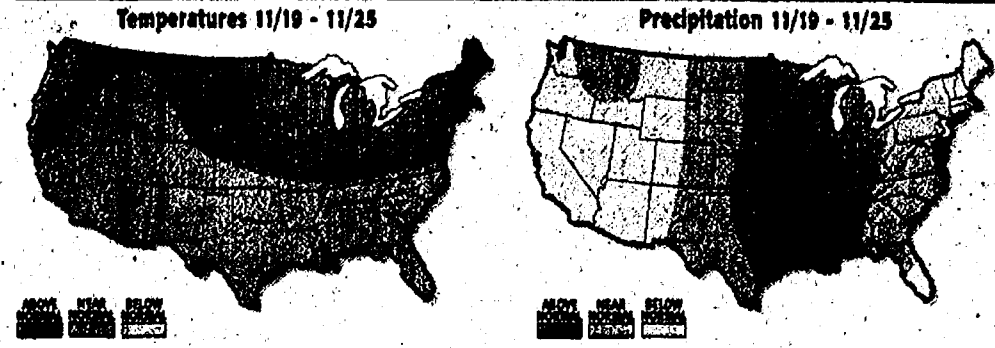 Temperatures 11/19 - 11/25
Precipitation 11/19 - 11/25
ABOVE NEAR BELOW
NORMAL NORMAL NORMAL
ABOVE NEAR BELOW
NORMAL NORMAL NORMAL